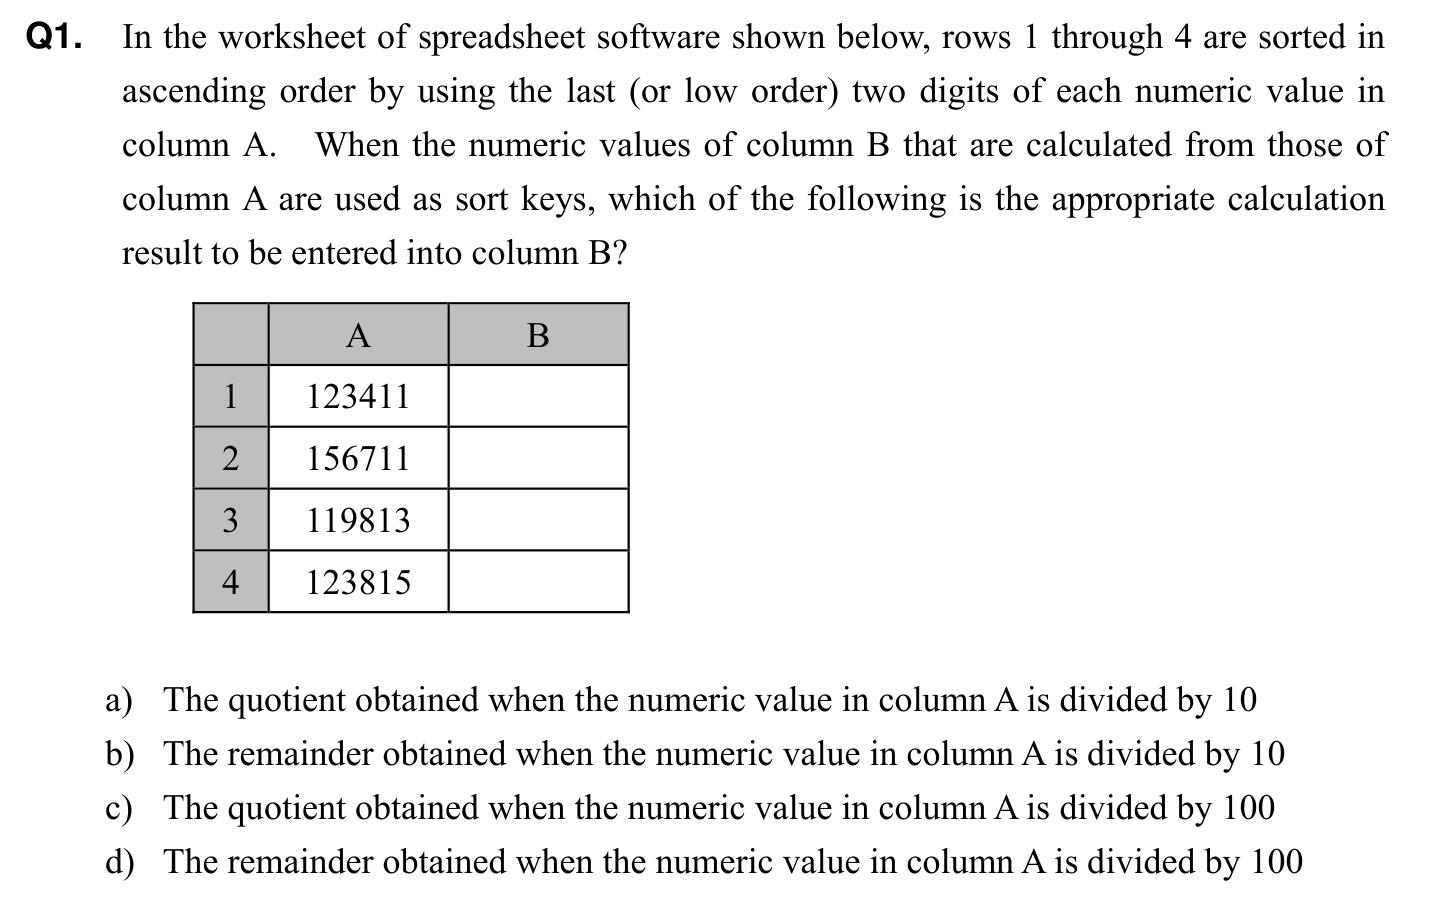 Q1. In the worksheet of spreadsheet software shown below, rows 1 through 4 are sorted in
ascending order by using the last (or low order) two digits of each numeric value in
column A. When the numeric values of column B that are calculated from those of
column A are used as sort keys, which of the following is the appropriate calculation
result to be entered into column B?
A B
1 123411
2 156711
3 119813
4 123815
a) The quotient obtained when the numeric value in column A is divided by 10
b) The remainder obtained when the numeric value in column A is divided by 10
c) The quotient obtained when the numeric value in column A is divided by 100
d) The remainder obtained when the numeric value in column A is divided by 100